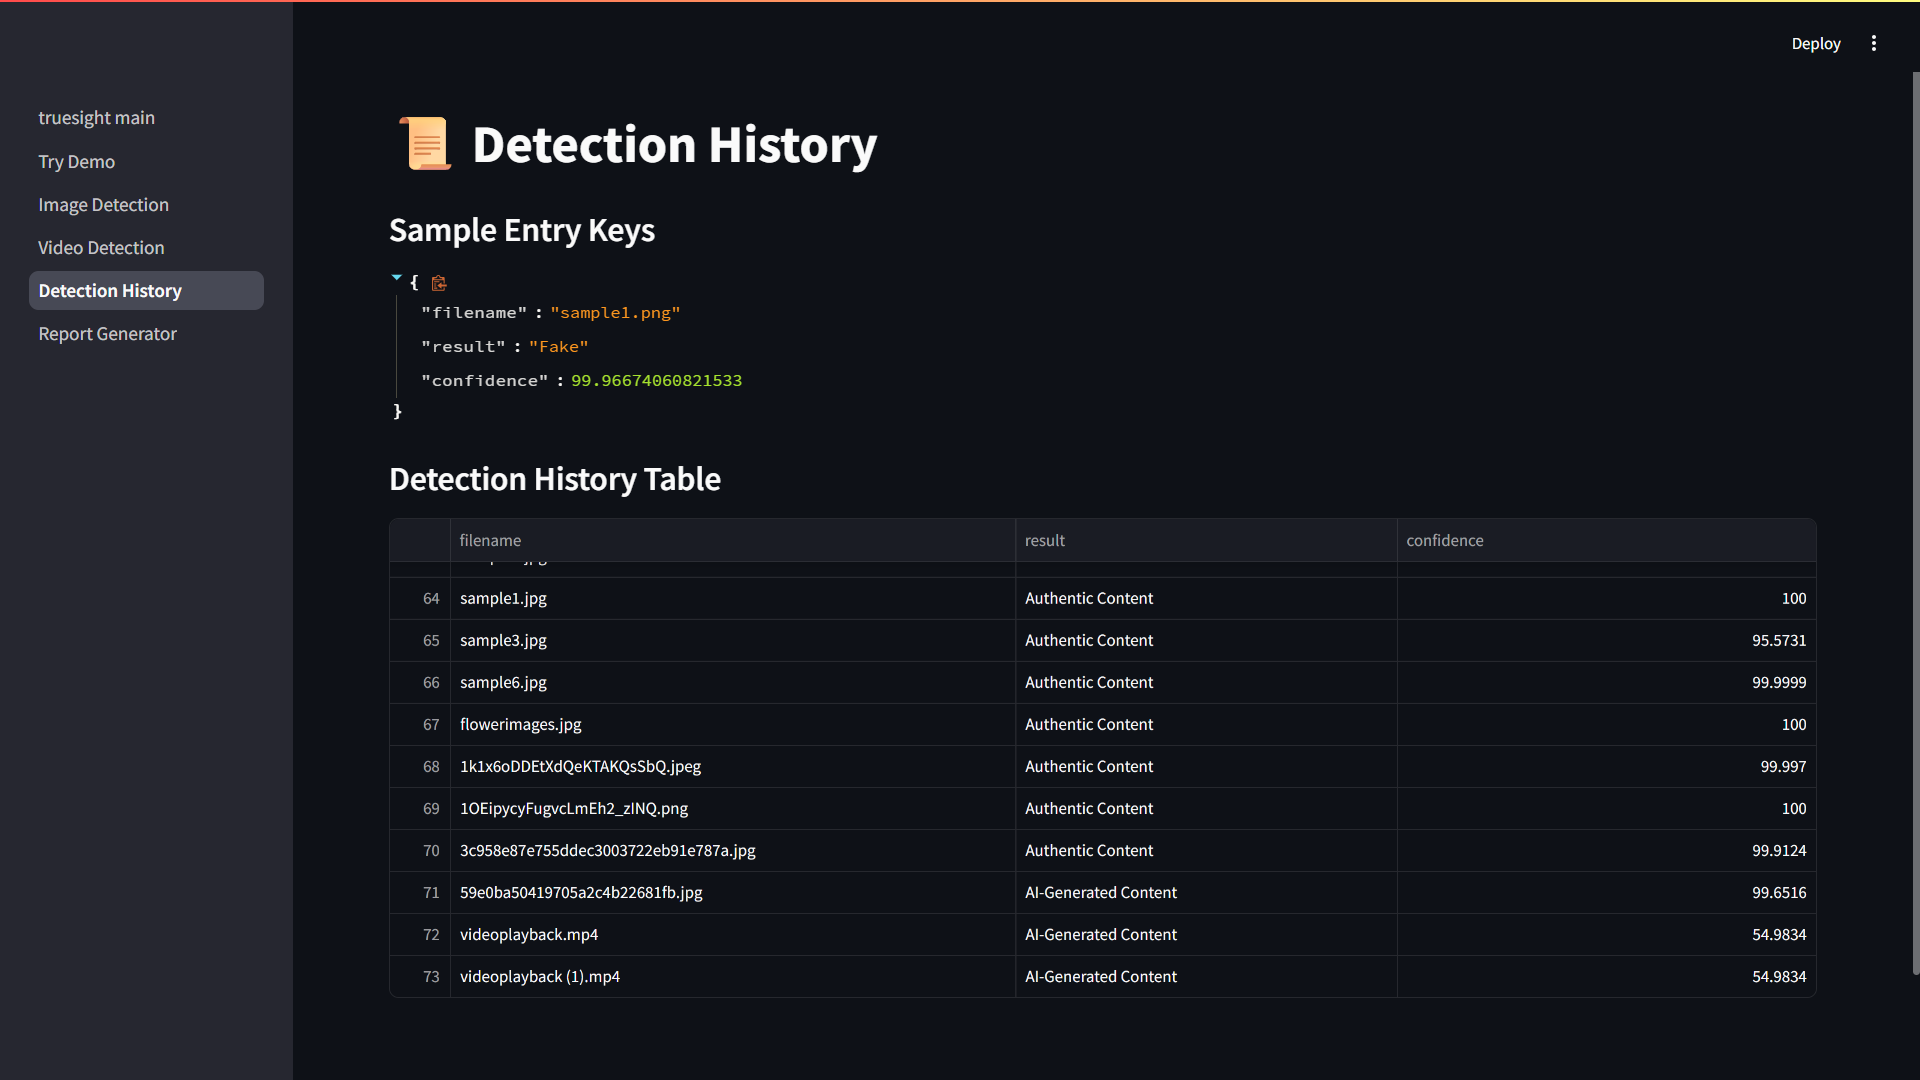 Deploy
truesight main
Try Demo
Image Detection
Video Detection
Detection History
Report Generator
Detection History
Sample Entry Keys
{
"filename" : "sample1.png"
"result" : "Fake"
"confidence" : 99.96674060821533
}
Detection History Table
filename result confidence
64 sample1.jpg Authentic Content 100
65 sample3.jpg Authentic Content 95.5731
66 sample6.jpg Authentic Content 99.9999
67 flowerimages.jpg Authentic Content 100
68 1k1x6oDDEtXdQeKTAKQsSbQ.jpeg Authentic Content 99.997
69 1OEipycyFugvcLmEh2_zINQ.png Authentic Content 100
70 3c958e87e755ddec3003722eb91e787a.jpg Authentic Content 99.9124
71 59e0ba50419705a2c4b22681fb.jpg AI-Generated Content 99.6516
72 videoplayback.mp4 AI-Generated Content 54.9834
73 videoplayback (1).mp4 AI-Generated Content 54.9834